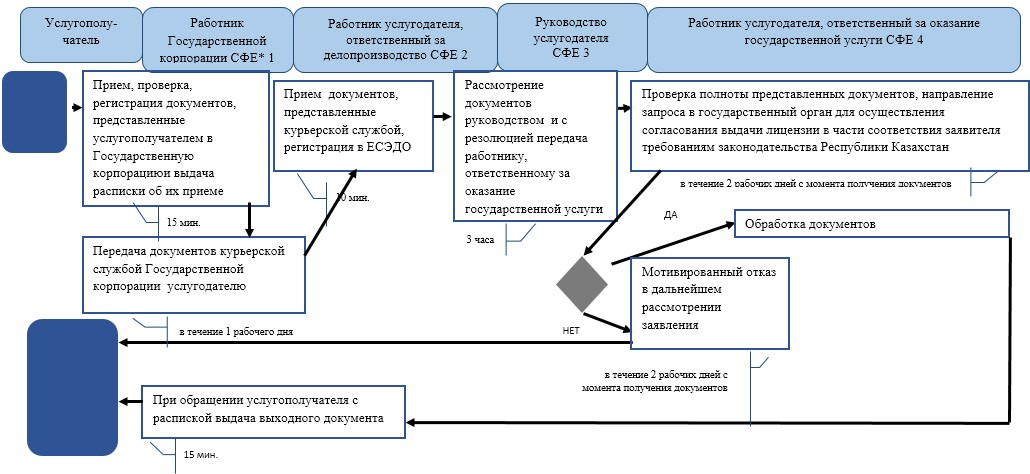 Услугополу-
чатель
Работник
Государственной
корпорации СФЕ* 1
Работник услугодателя,
ответственный за
делопроизводство СФЕ 2
Руководство
услугодателя
СФЕ 3
Работник услугодателя, ответственный за оказание
государственной услуги СФЕ 4
Прием, проверка,
регистрация документов,
представленные
услугополучателем в
Государственную
корпорациюи выдача
расписки об их приеме
Прием документов,
представленные
курьерской службой,
регистрация в ЕСЭДО
Рассмотрение
документов
руководством и с
резолюцией передача
работнику,
ответственному за
оказание
государственной услуги
Проверка полноты представленных документов, направление
запроса в государственный орган для осуществления
согласования выдачи лицензии в части соответствия заявителя
требованиям законодательства Республики Казахстан
15 мин.
10 мин.
3 часа
в течение 2 рабочих дней с момента получения документов
Передача документов курьерской
службой Государственной
корпорации услугодателю
в течение 1 рабочего дня
ДА
Обработка документов
НЕТ
Мотивированный отказ
в дальнейшем
рассмотрении
заявления
в течение 2 рабочих дней с
момента получения документов
При обращении услугополучателя с
распиской выдача выходного документа
15 мин.